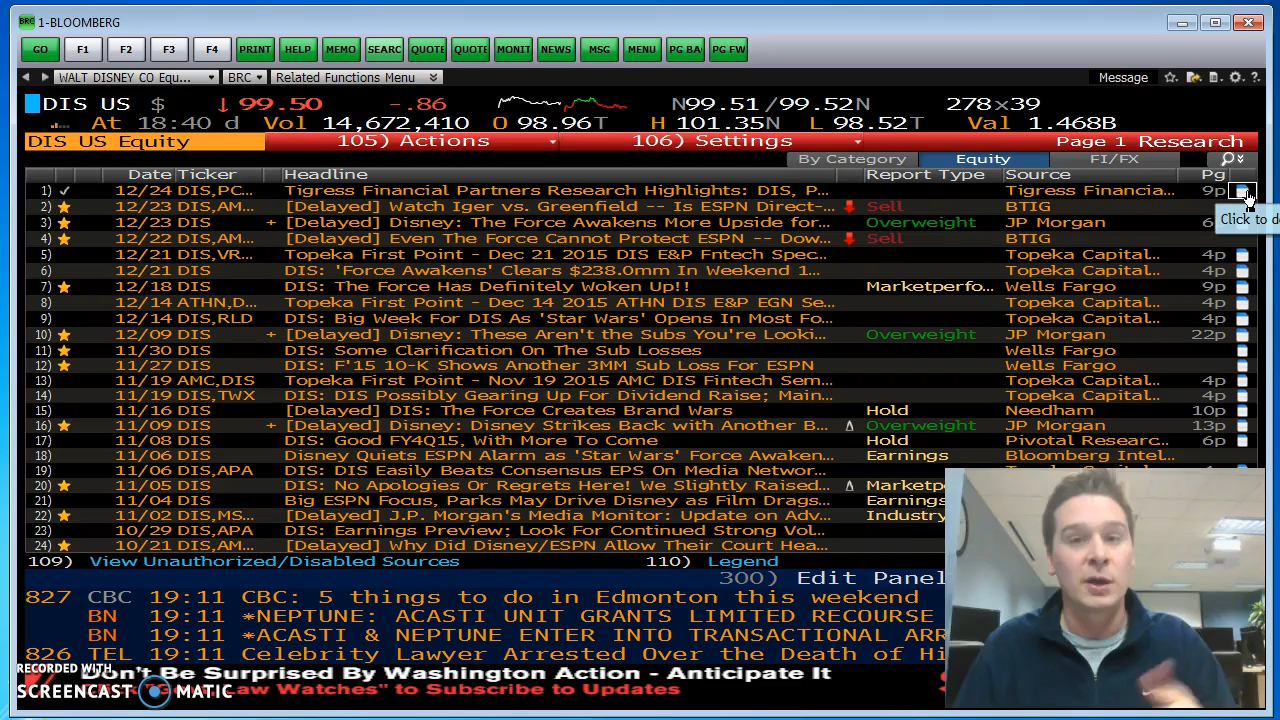 BRC 1-BLOOMBERG
GO F1 F2 F3 F4 PRINT HELP MEMO SEARC QUOTE QUOTE MONIT NEWS MSG MENU PG BA PG FW
WALT DISNEY CO Equ... BRC Related Functions Menu Message
DIS US $ ↓ 99.50 -.86 N99.51/99.52N 278x39
At 18:40 d Vol 14,672,410 O 98.96T H 101.35N L 98.52T Val 1.468B
DIS US Equity 105) Actions 106) Settings Page 1 Research
By Category Equity FI/FX
Date Ticker Headline Report Type Source Pg
1) 12/24 DIS,PC... Tigress Financial Partners Research Highlights: DIS, P... Tigress Financia... 9p
2) 12/23 DIS,AM... [Delayed] Watch Iger vs. Greenfield -- Is ESPN Direct-... Sell BTIG
Click to d
3) 12/23 DIS + [Delayed] Disney: The Force Awakens More Upside for... Overweight JP Morgan 6
4) 12/22 DIS,AM... [Delayed] Even The Force Cannot Protect ESPN -- Dow... Sell BTIG
5) 12/21 DIS,VR... Topeka First Point - Dec 21 2015 DIS E&P Fntech Spec... Topeka Capital... 4p
6) 12/21 DIS DIS: 'Force Awakens' Clears $238.0mm In Weekend 1... Topeka Capital... 4p
7) 12/18 DIS DIS: The Force Has Definitely Woken Up!! Marketperfo... Wells Fargo 9p
8) 12/14 ATHN,D... Topeka First Point - Dec 14 2015 ATHN DIS E&P EGN Se... Topeka Capital... 4p
9) 12/14 DIS,RLD DIS: Big Week For DIS As 'Star Wars' Opens In Most Fo... Topeka Capital... 4p
10) 12/09 DIS + [Delayed] Disney: These Aren't the Subs You're Looki... Overweight JP Morgan 22p
11) 11/30 DIS DIS: Some Clarification On The Sub Losses Wells Fargo
12) 11/27 DIS DIS: F'15 10-K Shows Another 3MM Sub Loss For ESPN Wells Fargo
13) 11/19 AMC,DIS Topeka First Point - Nov 19 2015 AMC DIS Fintech Sem... Topeka Capital... 4p
14) 11/19 DIS,TWX DIS: DIS Possibly Gearing Up For Dividend Raise; Main... Topeka Capital... 4p
15) 11/16 DIS [Delayed] DIS: The Force Creates Brand Wars Hold Needham 10p
16) 11/09 DIS + [Delayed] Disney: Disney Strikes Back with Another B... Overweight JP Morgan 13p
17) 11/08 DIS DIS: Good FY4Q15, With More To Come Hold Pivotal Researc... 6p
18) 11/06 DIS Disney Quiets ESPN Alarm as 'Star Wars' Force Awaken... Earnings Bloomberg Intel...
19) 11/06 DIS,APA DIS: DIS Easily Beats Consensus EPS On Media Networ...
20) 11/05 DIS DIS: No Apologies Or Regrets Here! We Slightly Raised... Marketp
21) 11/04 DIS Big ESPN Focus, Parks May Drive Disney as Film Drags... Earnings
22) 11/02 DIS,MS... [Delayed] J.P. Morgan's Media Monitor: Update on Adv... Industry
23) 10/29 DIS,APA DIS: Earnings Preview; Look For Continued Strong Vol...
24) 10/21 DIS,AM... [Delayed] Why Did Disney/ESPN Allow Their Court Hea...
109) View Unauthorized/Disabled Sources 110) Legend
300) Edit Panel
827 CBC 19:11 CBC: 5 things to do in Edmonton this weekend
BN 19:11 *NEPTUNE: ACASTI UNIT GRANTS LIMITED RECOURSE
BN 19:11 *ACASTI & NEPTUNE ENTER INTO TRANSACTIONAL ARR
826 TEL 19:11 Celebrity Lawyer Arrested Over the Death of Hi
Don't Be Surprised By Washington Action - Anticipate It
Law Watches" to Subscribe to Updates
RECORDED WITH
SCREENCAST MATIC